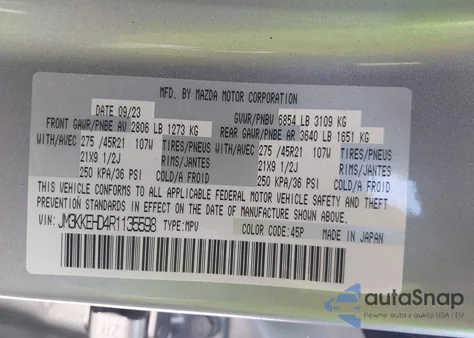 MFD. BY MAZDA MOTOR CORPORATION
DATE 09/23 GVWR/PNBV 6854 LB 3109 KG
FRONT GAWR/PNBE AV 2806 LB 1273 KG REAR GAWR/PNBE AR 3640 LB 1651 KG
WITH/AVEC 275 /45R21 107W TIRES/PNEUS WITH/AVEC 275 /45R21 107W TIRES/PNEUS
21X9 1/2J RIMS/JANTES 21X9 1/2J RIMS/JANTES
250 KPA/36 PSI COLD/A FROID 250 KPA/36 PSI COLD/A FROID
THIS VEHICLE CONFORMS TO ALL APPLICABLE FEDERAL MOTOR VEHICLE SAFETY AND THEFT
PREVENTION STANDARDS IN EFFECT ON THE DATE OF MANUFACTURE SHOWN ABOVE.
VIN: JM3KKEHD4R1135598 TYPE:MPV COLOR CODE:45P MADE IN JAPAN
autoSnap
Pewne auta z aukcji USA i EU